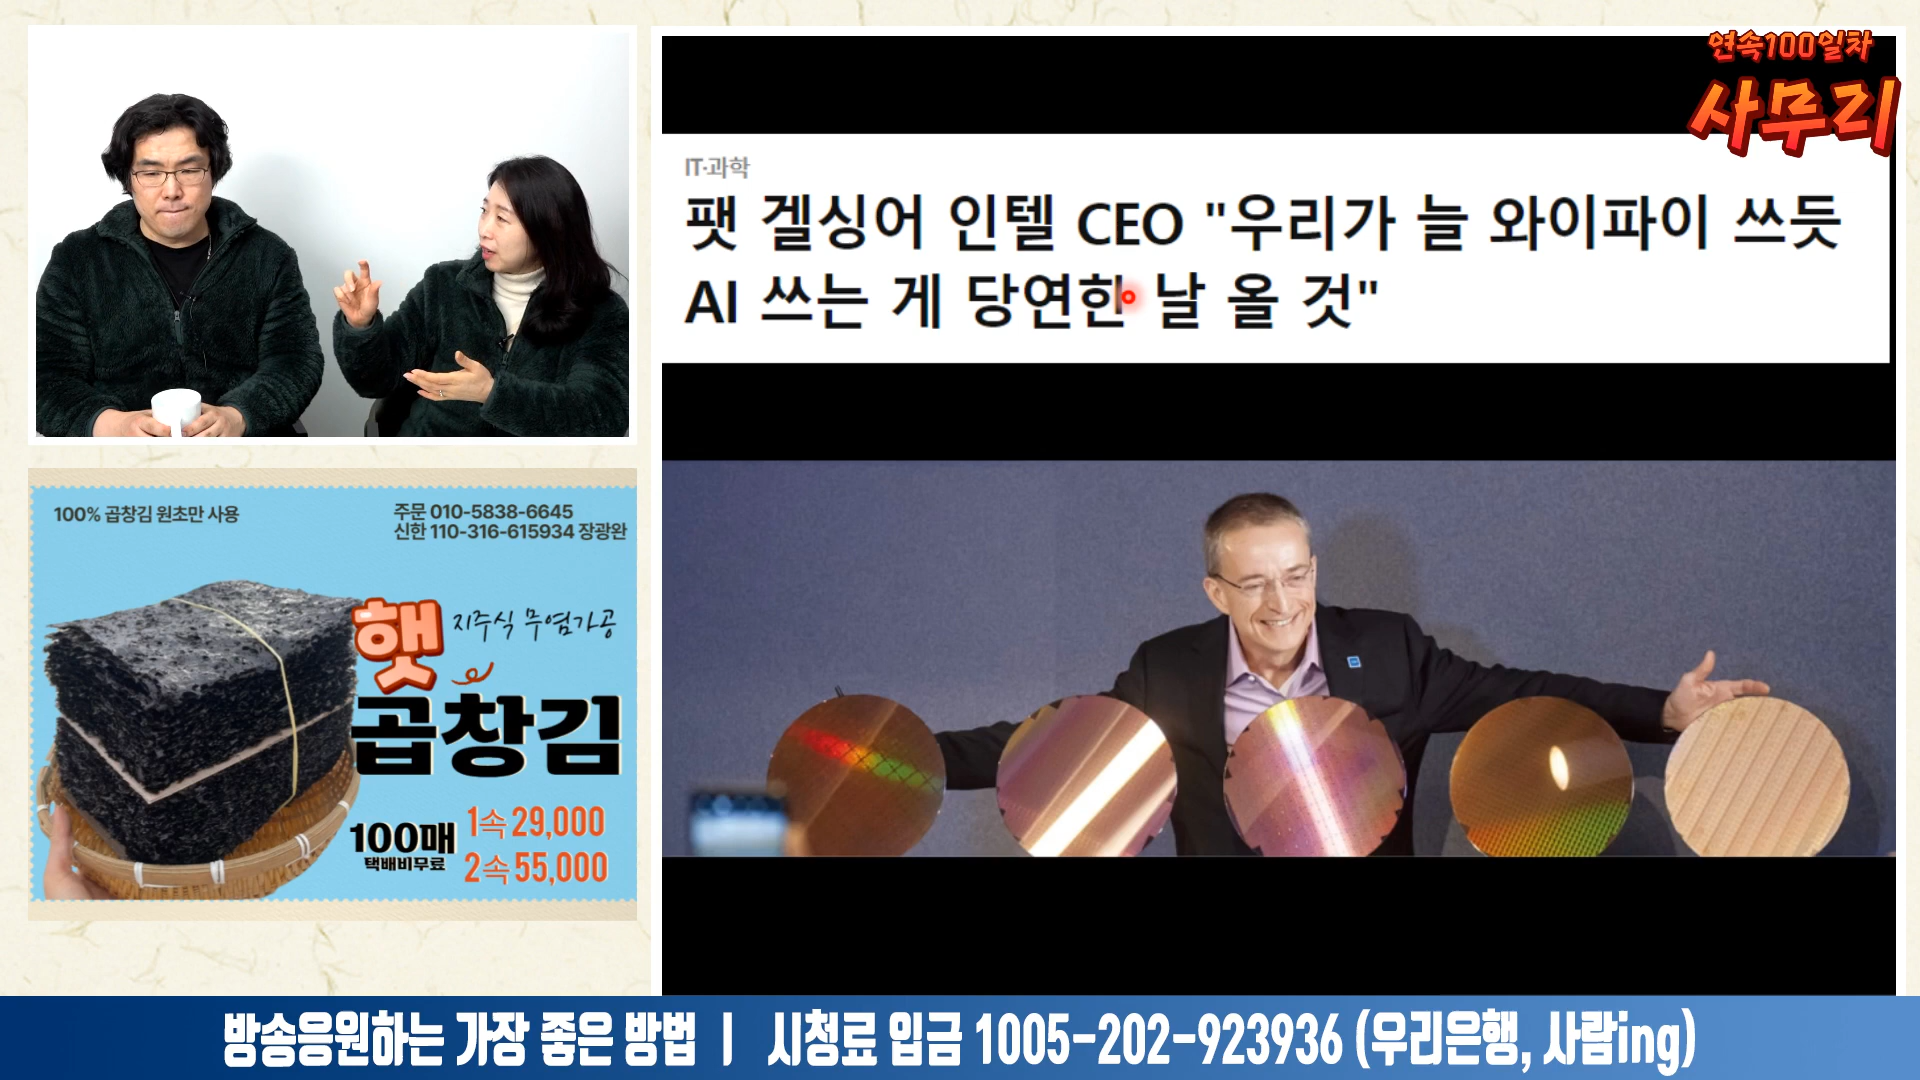 연속100일차
사무리
IT·과학
팻 겔싱어 인텔 CEO "우리가 늘 와이파이 쓰듯
AI 쓰는 게 당연한 날 올 것"
100% 곱창김 원초만 사용
주문 010-5838-6645
신한 110-316-615934 장광완
햇
지주식 무염가공
곱창김
100매
택배비무료
1속 29,000
2속 55,000
방송응원하는 가장 좋은 방법 ㅣ 시청료 입금 1005-202-923936 (우리은행, 사람ing)